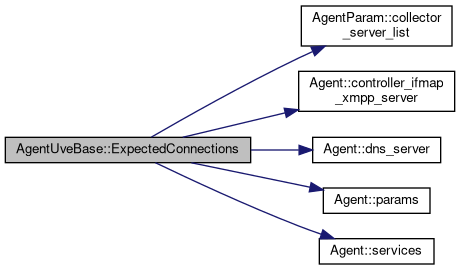 AgentParam::collector
_server_list
Agent::controller_ifmap
_xmpp_server
AgentUveBase::ExpectedConnections
Agent::dns_server
Agent::params
Agent::services